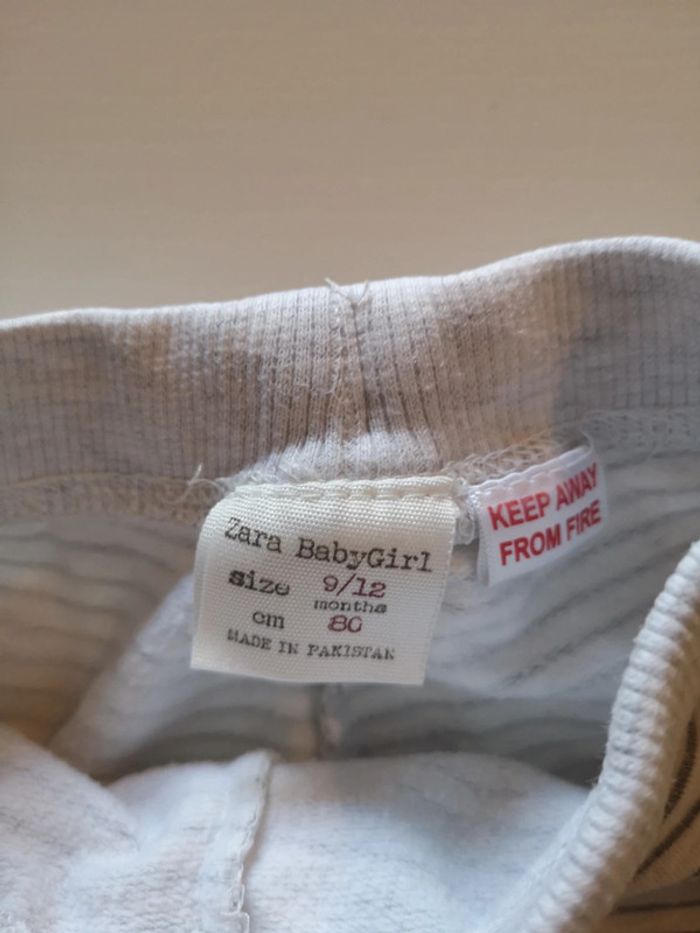 Zara BabyGirl
size 9/12
months
cm 80
MADE IN PAKISTAN
KEEP AWAY
FROM FIRE